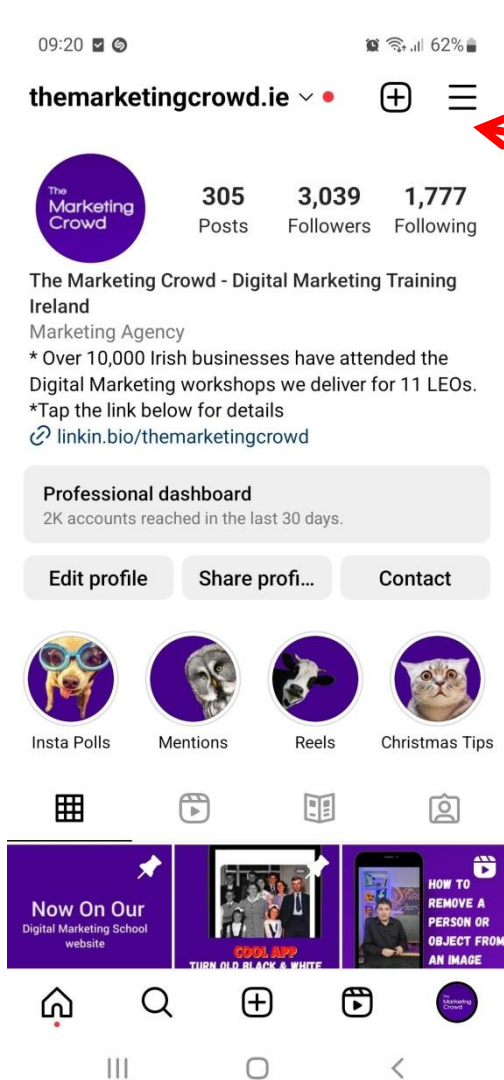 09:20 62%
themarketingcrowd.ie
The
Marketing
Crowd
305 3,039 1,777
Posts Followers Following
The Marketing Crowd - Digital Marketing Training
Ireland
Marketing Agency
* Over 10,000 Irish businesses have attended the
Digital Marketing workshops we deliver for 11 LEOs.
*Tap the link below for details
linkin.bio/themarketingcrowd
Professional dashboard
2K accounts reached in the last 30 days.
Edit profile Share profi... Contact
Insta Polls Mentions Reels Christmas Tips
Now On Our
Digital Marketing School
website
COOL APP
TURN OLD BLACK & WHITE
HOW TO
REMOVE A
PERSON OR
OBJECT FROM
AN IMAGE
The
Marketing
Crowd